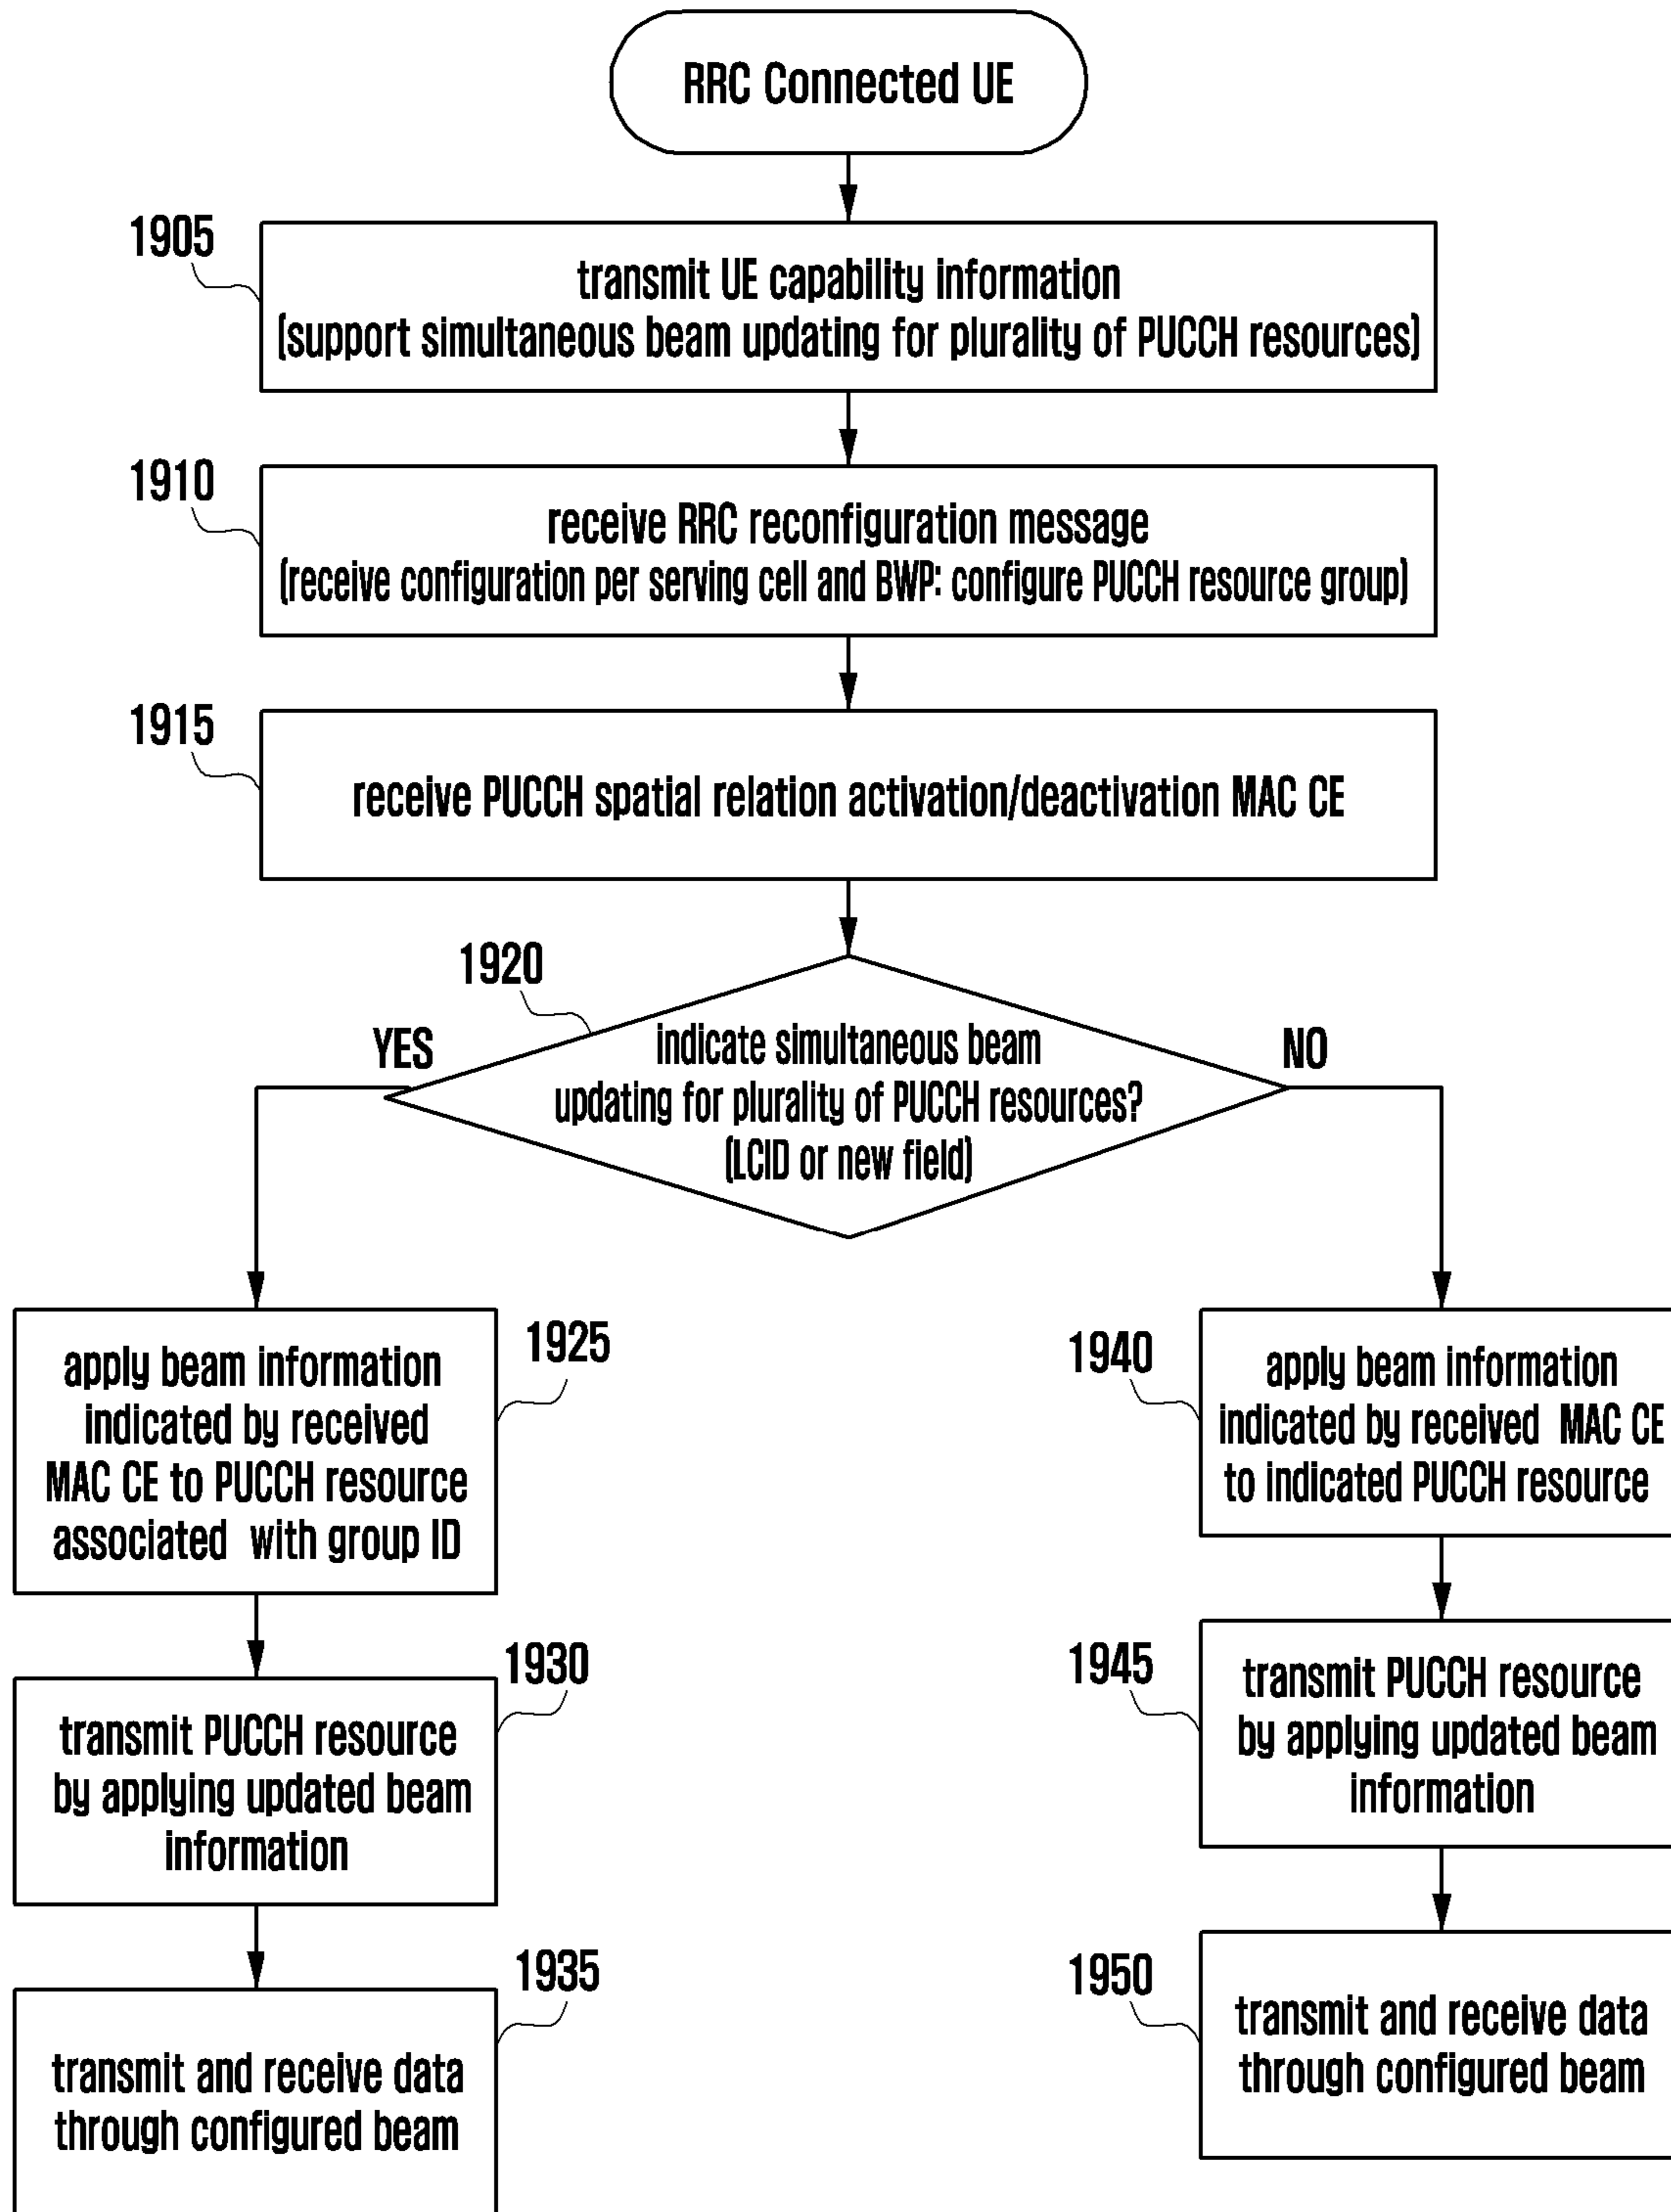 RRC Connected UE
1905
transmit UE capability information
(support simultaneous beam updating for plurality of PUCCH resources)
1910
receive RRC reconfiguration message
(receive configuration per serving cell and BWP: configure PUCCH resource group)
1915
receive PUCCH spatial relation activation/deactivation MAC CE
1920
YES
indicate simultaneous beam
updating for plurality of PUCCH resources?
(LCID or new field)
NO
apply beam information
indicated by received
MAC CE to PUCCH resource
associated with group ID
1925
1940
apply beam information
indicated by received MAC CE
to indicated PUCCH resource
transmit PUCCH resource
by applying updated beam
information
1930
1945
transmit PUCCH resource
by applying updated beam
information
transmit and receive data
through configured beam
1935
1950
transmit and receive data
through configured beam